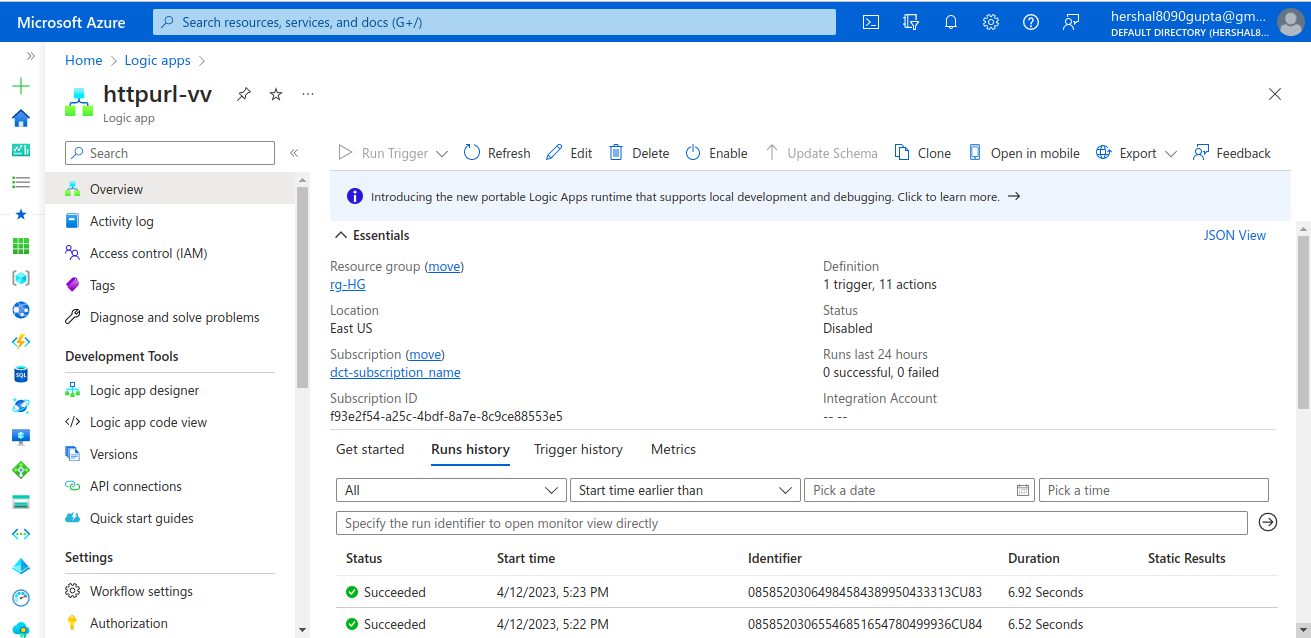 Microsoft Azure
Search resources, services, and docs (G+/)
hershal8090gupta@gm...
DEFAULT DIRECTORY (HERSHAL8...
Home > Logic apps >
httpurl-vv
Logic app
Search
Overview
Activity log
Access control (IAM)
Tags
Diagnose and solve problems
Development Tools
Logic app designer
Logic app code view
Versions
API connections
Quick start guides
Settings
Workflow settings
Authorization
Run Trigger Refresh Edit Delete Enable Update Schema Clone Open in mobile Export Feedback
Introducing the new portable Logic Apps runtime that supports local development and debugging. Click to learn more.
Essentials JSON View
Resource group (move)
rg-HG
Location
East US
Subscription (move)
dct-subscription_name
Subscription ID
f93e2f54-a25c-4bdf-8a7e-8c9ce88553e5
Definition
1 trigger, 11 actions
Status
Disabled
Runs last 24 hours
0 successful, 0 failed
Integration Account
-- --
Get started Runs history Trigger history Metrics
All Start time earlier than Pick a date Pick a time
Specify the run identifier to open monitor view directly
Status Start time Identifier Duration Static Results
Succeeded 4/12/2023, 5:23 PM 08585203064984584389950433313CU83 6.92 Seconds
Succeeded 4/12/2023, 5:22 PM 08585203065546851654780499936CU84 6.52 Seconds